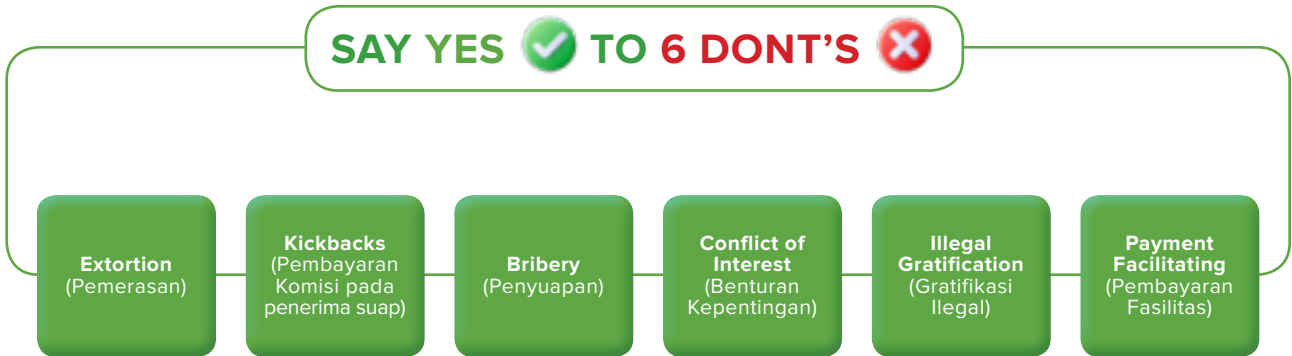 SAY YES TO 6 DONT'S
Extortion
(Pemerasan)
Kickbacks
(Pembayaran
Komisi pada
penerima suap)
Bribery
(Penyuapan)
Conflict of
Interest
(Benturan
Kepentingan)
Illegal
Gratification
(Gratifikasi
Ilegal)
Payment
Facilitating
(Pembayaran
Fasilitas)